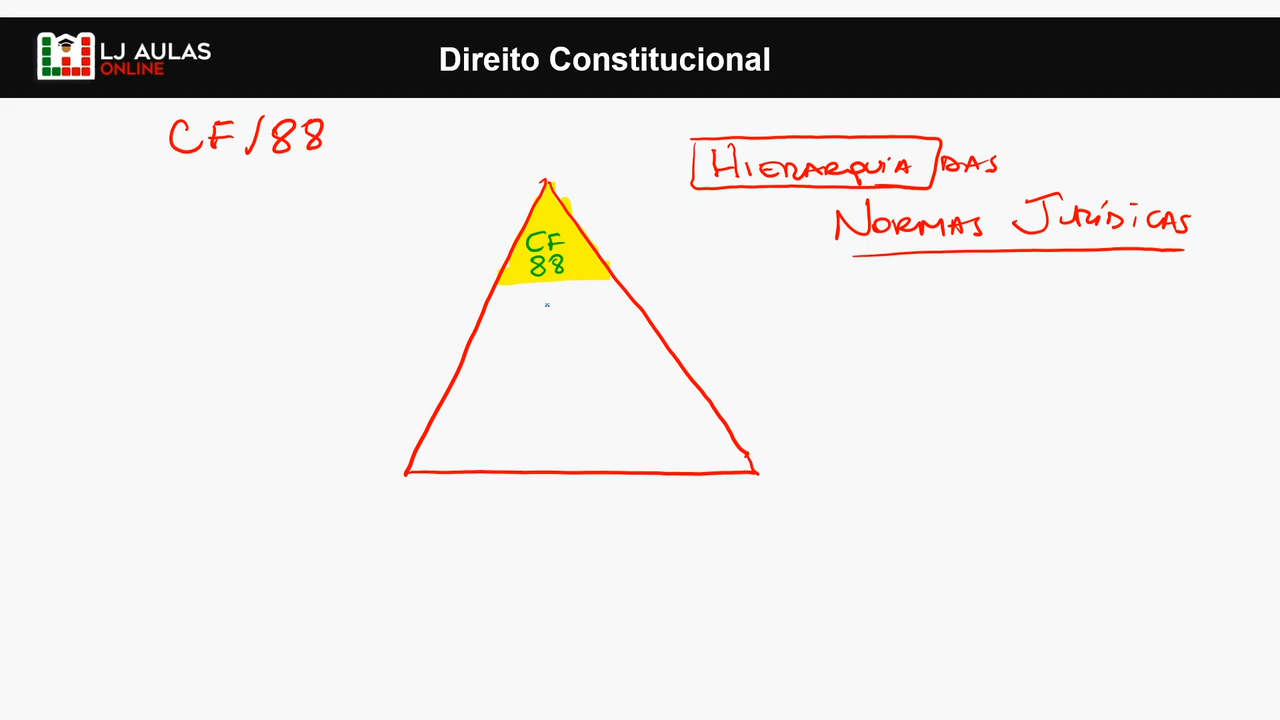 LJ AULAS
ONLINE
Direito Constitucional
CF/88
HIERARQUIA DAS
NORMAS JURÍDICAS
CF
88